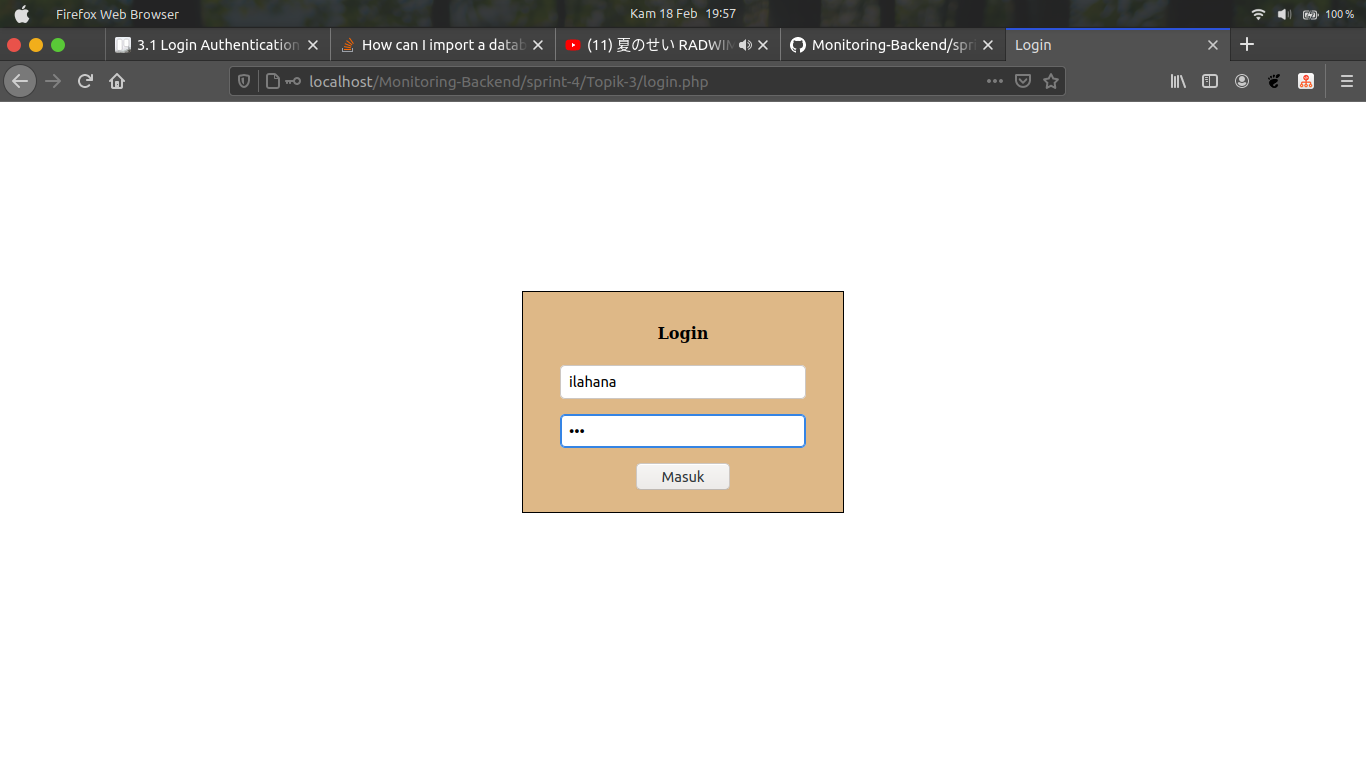 Firefox Web Browser Kam 18 Feb 19:57 100 %
3.1 Login Authentication How can I import a datab (11) 夏のせい RADWIM Monitoring-Backend/spri Login
localhost/Monitoring-Backend/sprint-4/Topik-3/login.php
Login
ilahana
•••
Masuk